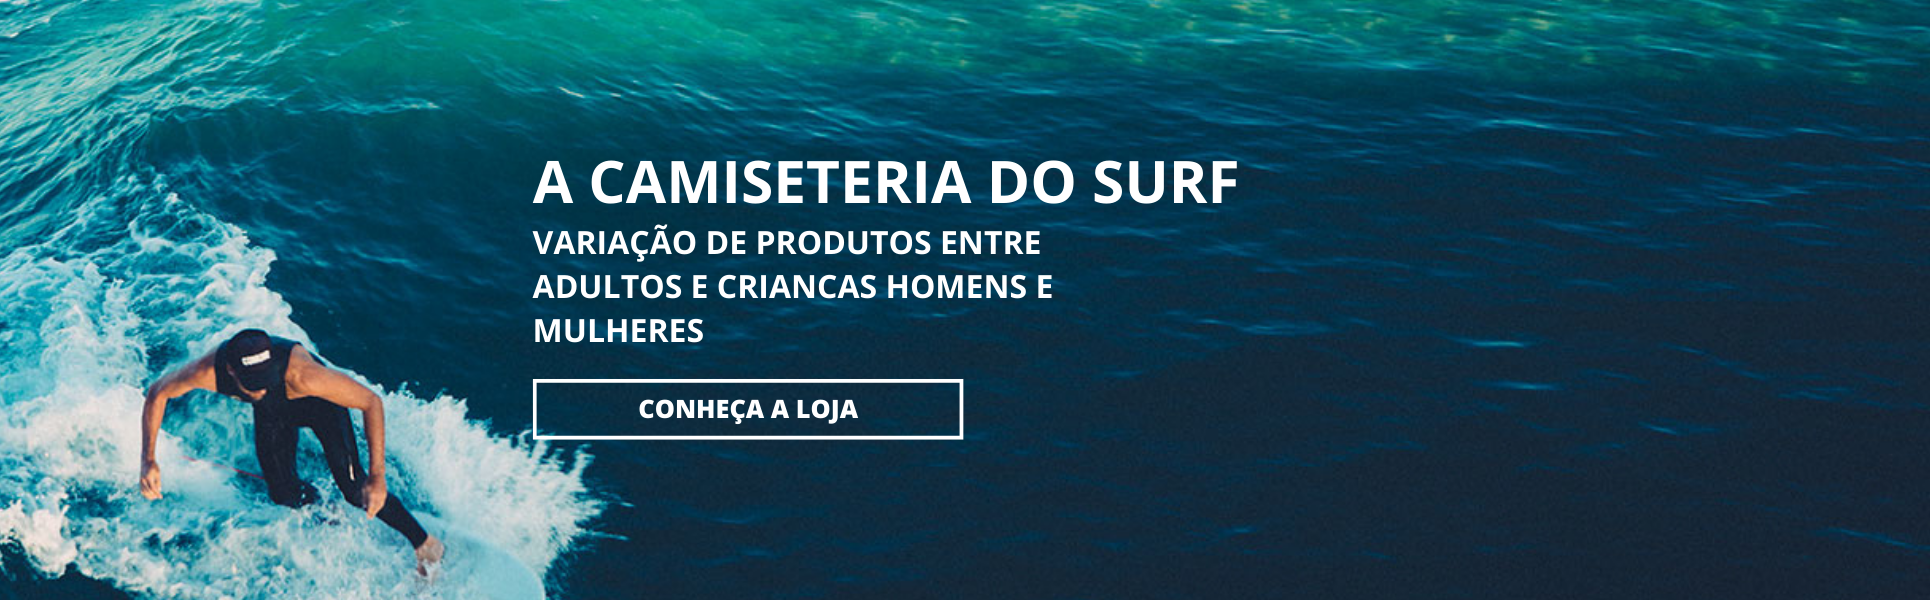 A CAMISETERIA DO SURF
VARIAÇÃO DE PRODUTOS ENTRE
ADULTOS E CRIANCAS HOMENS E
MULHERES
CONHEÇA A LOJA